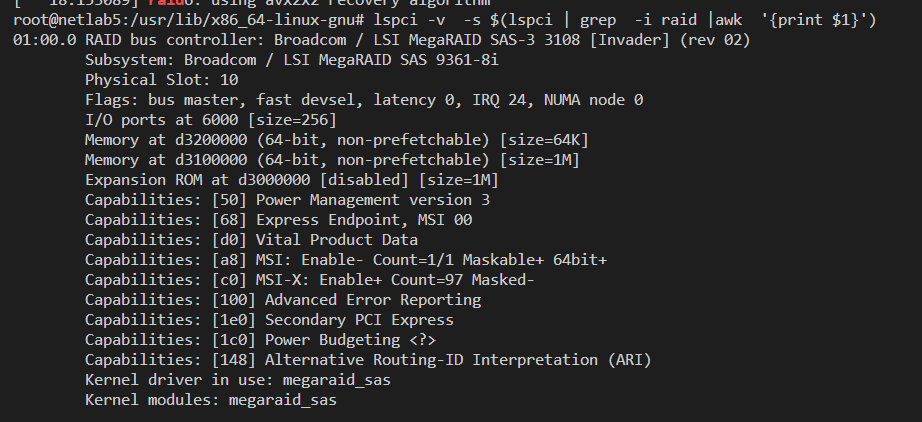 [   18.155089] raid6: using avx2x2 recovery algorithm
root@netlab5:/usr/lib/x86_64-linux-gnu# lspci -v  -s $(lspci | grep  -i raid |awk  '{print $1}')
01:00.0 RAID bus controller: Broadcom / LSI MegaRAID SAS-3 3108 [Invader] (rev 02)
        Subsystem: Broadcom / LSI MegaRAID SAS 9361-8i
        Physical Slot: 10
        Flags: bus master, fast devsel, latency 0, IRQ 24, NUMA node 0
        I/O ports at 6000 [size=256]
        Memory at d3200000 (64-bit, non-prefetchable) [size=64K]
        Memory at d3100000 (64-bit, non-prefetchable) [size=1M]
        Expansion ROM at d3000000 [disabled] [size=1M]
        Capabilities: [50] Power Management version 3
        Capabilities: [68] Express Endpoint, MSI 00
        Capabilities: [d0] Vital Product Data
        Capabilities: [a8] MSI: Enable- Count=1/1 Maskable+ 64bit+
        Capabilities: [c0] MSI-X: Enable+ Count=97 Masked-
        Capabilities: [100] Advanced Error Reporting
        Capabilities: [1e0] Secondary PCI Express
        Capabilities: [1c0] Power Budgeting <?>
        Capabilities: [148] Alternative Routing-ID Interpretation (ARI)
        Kernel driver in use: megaraid_sas
        Kernel modules: megaraid_sas